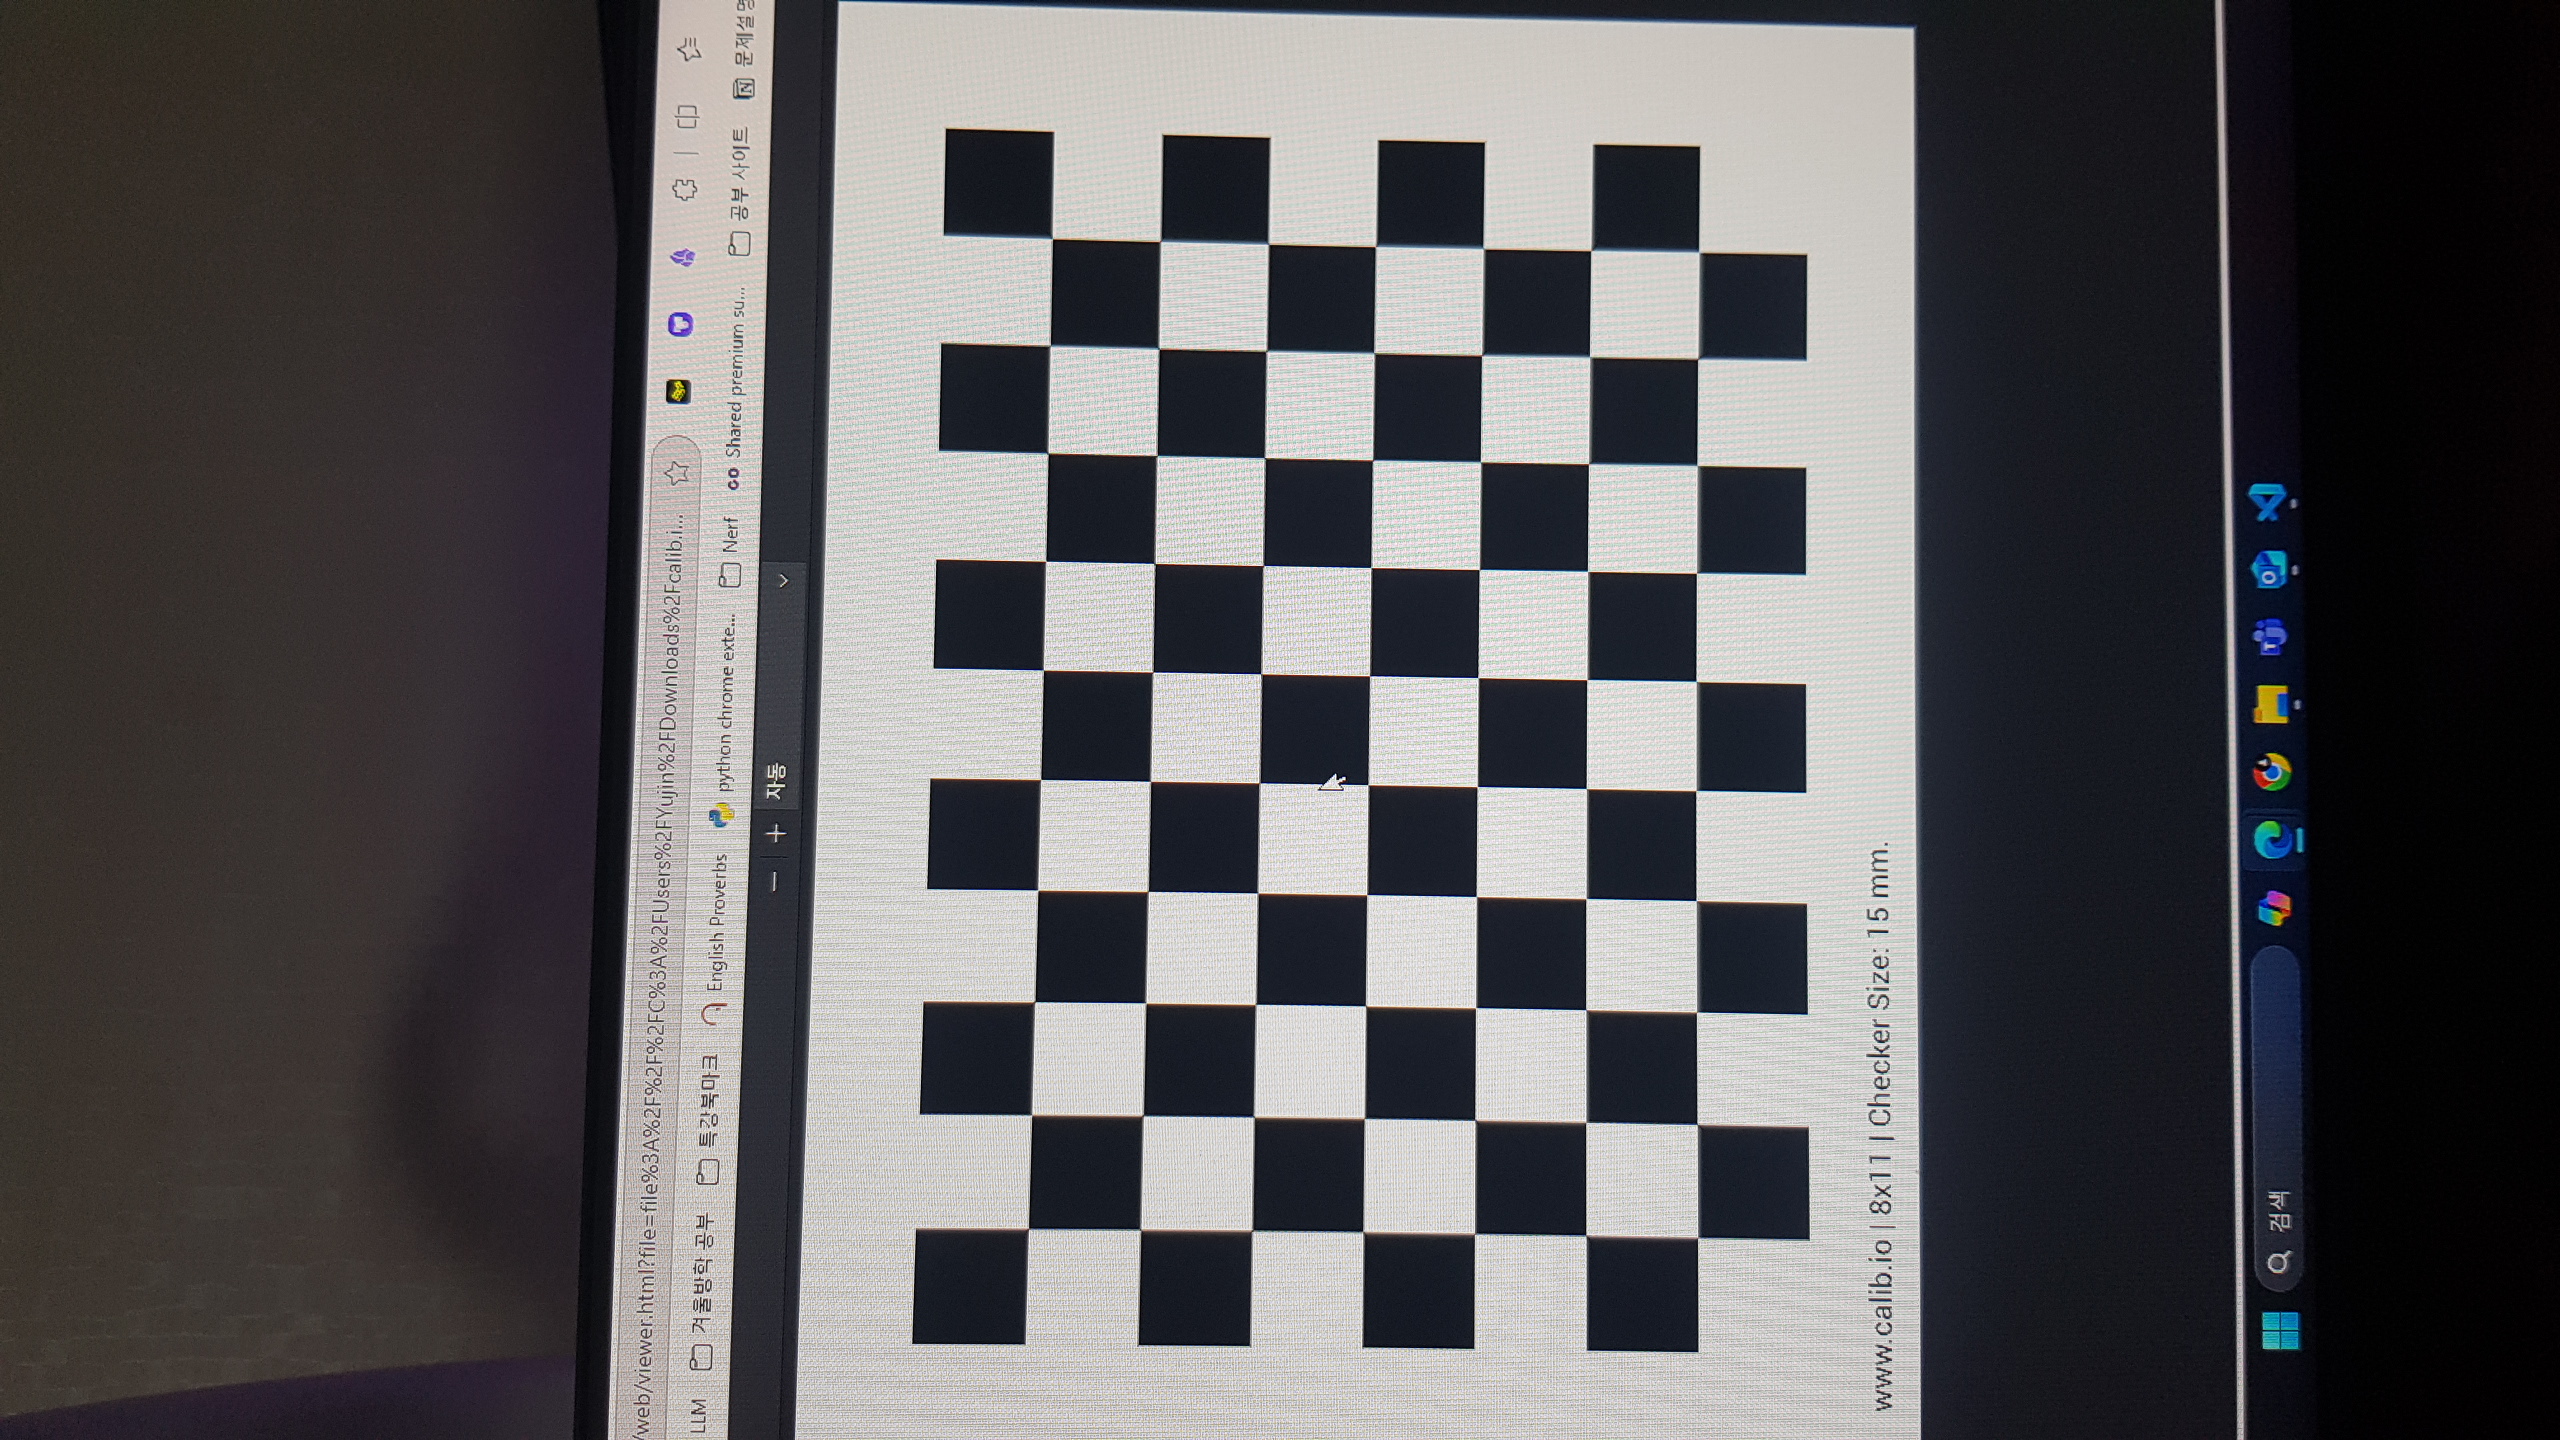 /web/viewer.html?file=file%3A%2F%2F%2FC%3A%2FUsers%2FYujin%2FDownloads%2Fcalib.i...
LLM 겨울방학 공부 특강북마크 English Proverbs python chrome exte... Nerf Shared premium su... 공부 사이트 문제설명
자동
www.calib.io | 8x11 | Checker Size: 15 mm.
검색